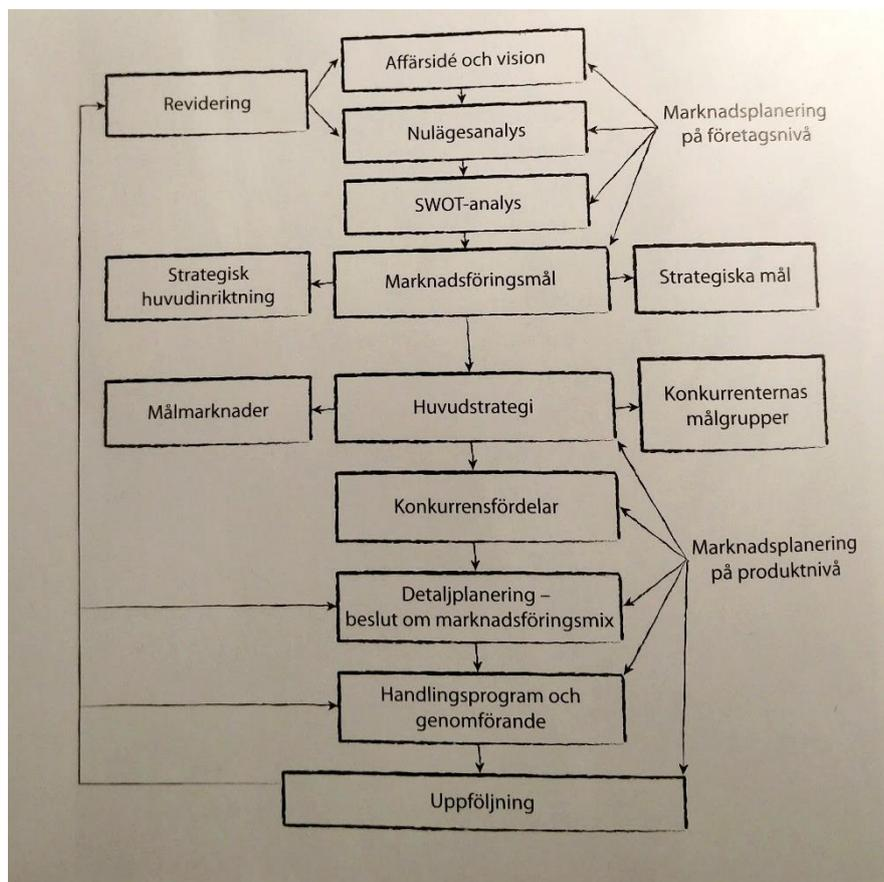 Affärsidé och vision
Revidering
Nulägesanalys
Marknadsplanering
på företagsnivå
SWOT-analys
Strategisk
huvudinriktning
Marknadsföringsmål
Strategiska mål
Målmarknader
Huvudstrategi
Konkurrenternas
målgrupper
Konkurrensfördelar
Marknadsplanering
på produktnivå
Detaljplanering –
beslut om marknadsföringsmix
Handlingsprogram och
genomförande
Uppföljning